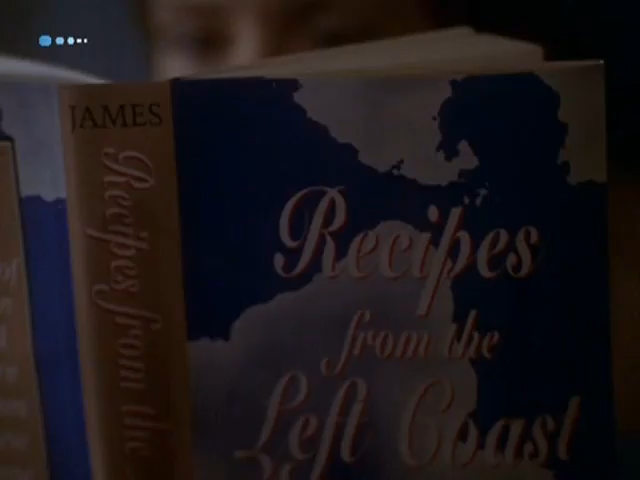 JAMES
Recipes from the
Recipes
from the
Left Coast